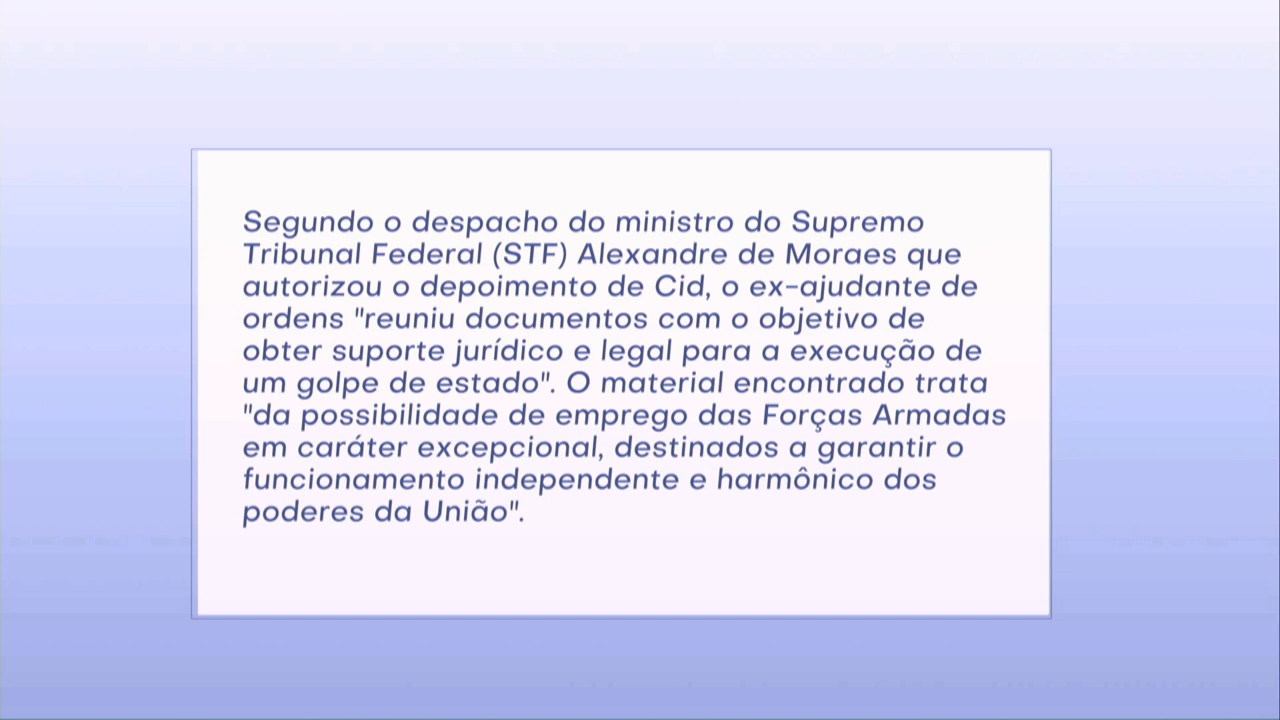 Segundo o despacho do ministro do Supremo
Tribunal Federal (STF) Alexandre de Moraes que
autorizou o depoimento de Cid, o ex-ajudante de
ordens "reuniu documentos com o objetivo de
obter suporte jurídico e legal para a execução de
um golpe de estado". O material encontrado trata
"da possibilidade de emprego das Forças Armadas
em caráter excepcional, destinados a garantir o
funcionamento independente e harmônico dos
poderes da União".